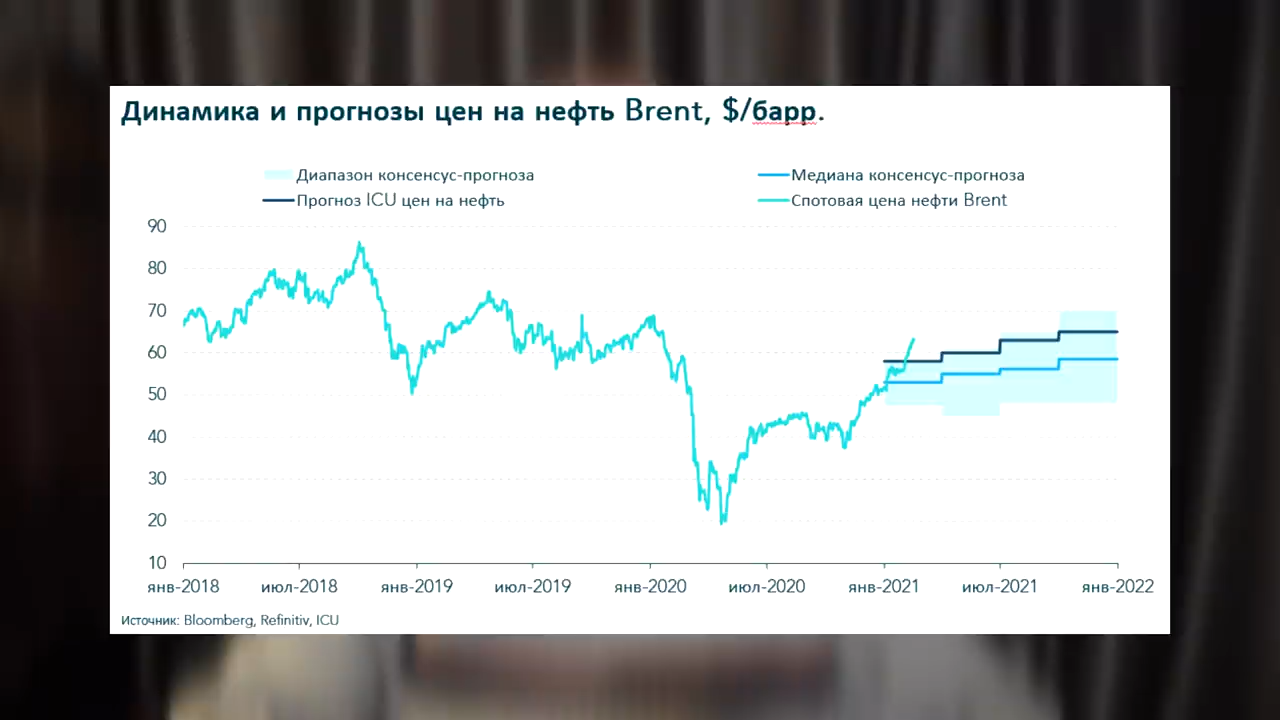 Динамика и прогнозы цен на нефть Brent, $/барр.
Диапазон консенсус-прогноза
Медиана консенсус-прогноза
Прогноз ICU цен на нефть
Спотовая цена нефти Brent
90
80
70
60
50
40
30
20
10
янв-2018
июл-2018
янв-2019
июл-2019
янв-2020
июл-2020
янв-2021
июл-2021
янв-2022
Источник: Bloomberg, Refinitiv, ICU